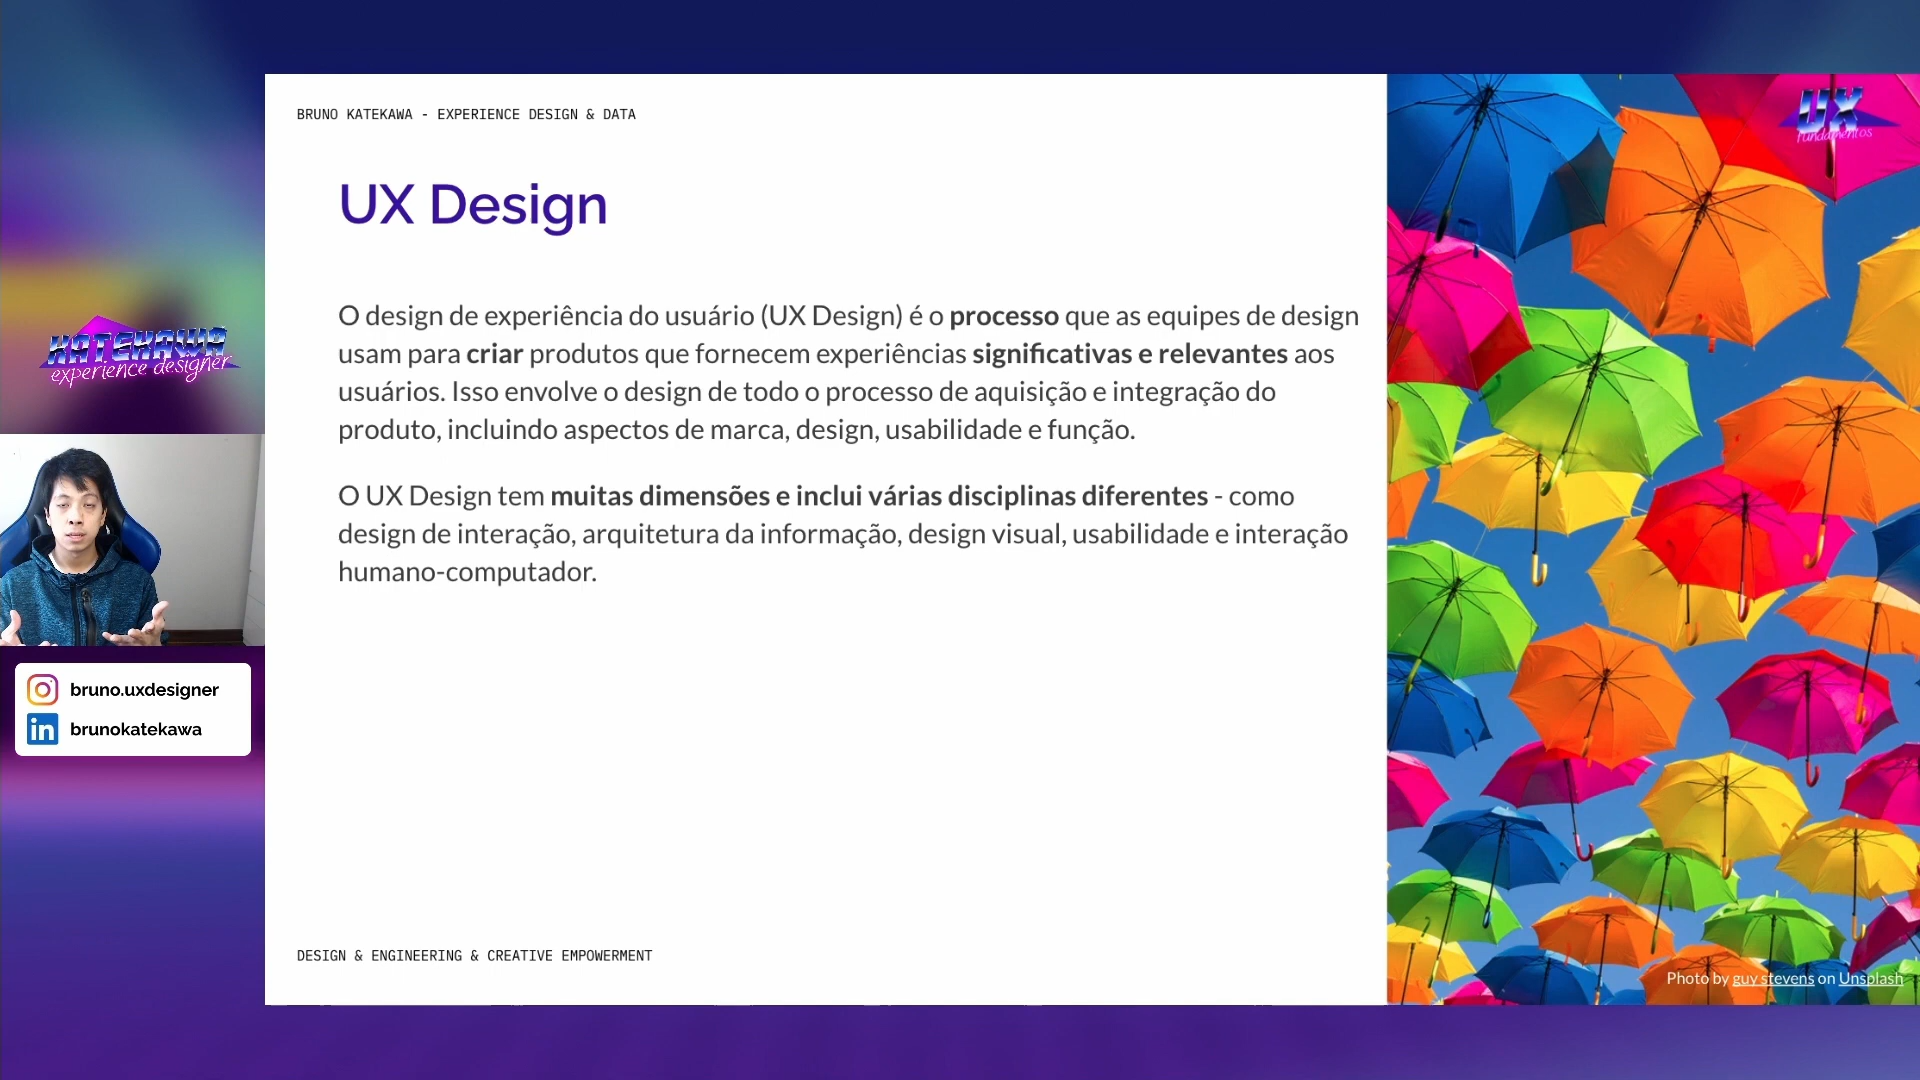 BRUNO KATEKAWA - EXPERIENCE DESIGN & DATA
UX
fundamentos
UX Design
O design de experiência do usuário (UX Design) é o processo que as equipes de design
usam para criar produtos que fornecem experiências significativas e relevantes aos
usuários. Isso envolve o design de todo o processo de aquisição e integração do
produto, incluindo aspectos de marca, design, usabilidade e função.
O UX Design tem muitas dimensões e inclui várias disciplinas diferentes - como
design de interação, arquitetura da informação, design visual, usabilidade e interação
humano-computador.
KATEKAWA
experience designer
bruno.uxdesigner
in brunokatekawa
DESIGN & ENGINEERING & CREATIVE EMPOWERMENT
Photo by guy stevens on Unsplash